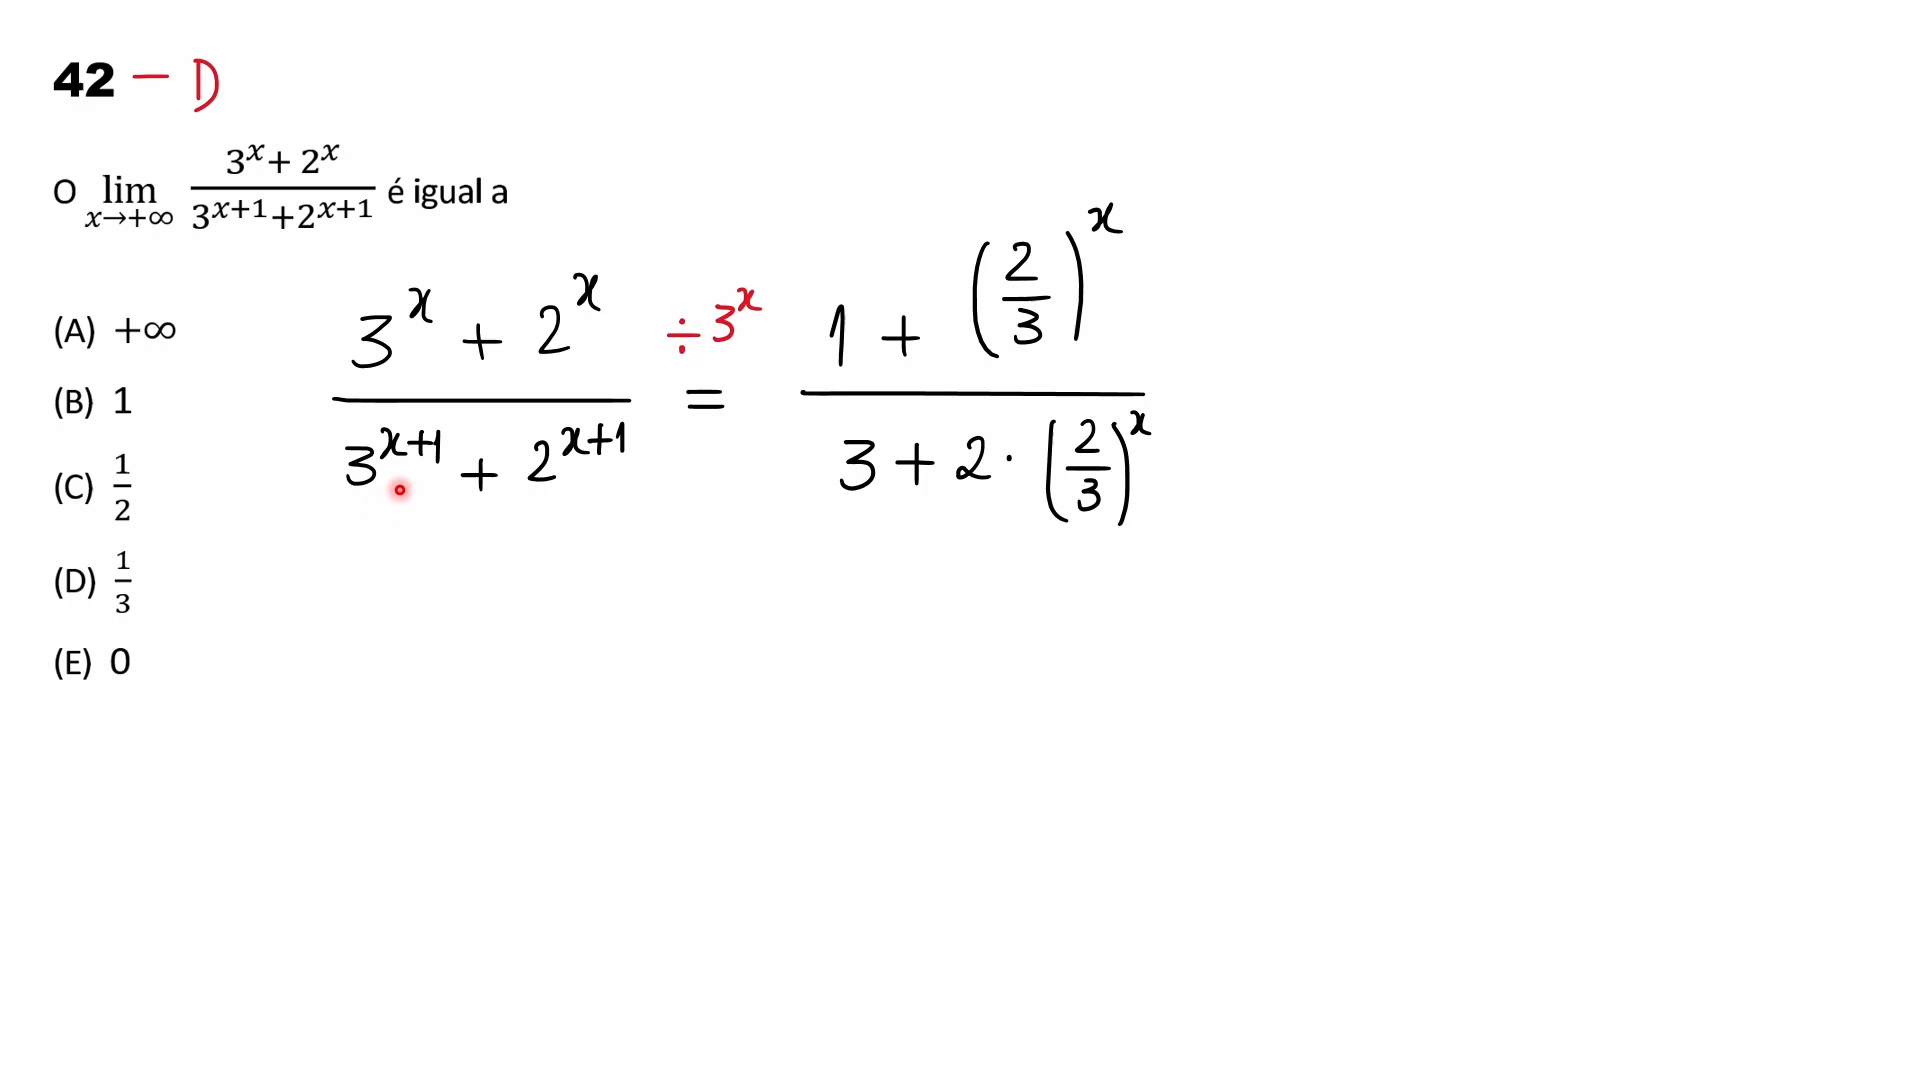 42 — D
O lim x→+∞ (3^x + 2^x)/(3^(x+1)+2^(x+1)) é igual a
(A) +∞
(B) 1
(C) 1/2
(D) 1/3
(E) 0
(3^x + 2^x)/(3^(x+1) + 2^(x+1)) ÷3^x = (1 + (2/3)^x)/(3 + 2 · (2/3)^x)